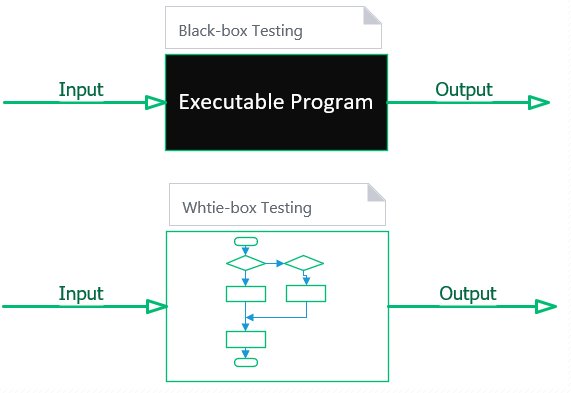 Black-box Testing
Input
Executable Program
Output
Whtie-box Testing
Input
Output